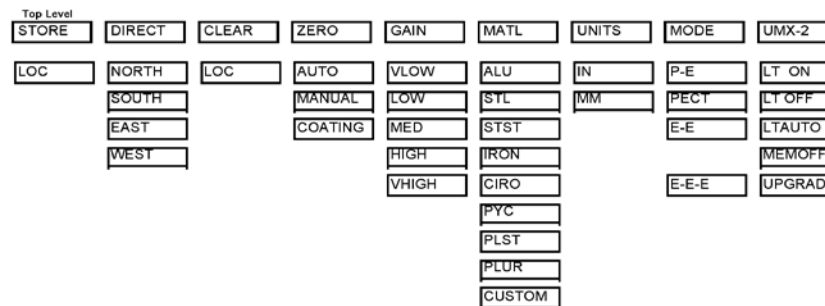 Top Level
STORE DIRECT CLEAR ZERO GAIN MATL UNITS MODE UMX-2
LOC NORTH LOC AUTO VLOW ALU IN P-E LT ON
SOUTH MANUAL LOW STL MM PECT LT OFF
EAST COATING MED STST E-E LTAUTO
WEST HIGH IRON MEMOFF
VHIGH CIRO E-E-E UPGRAD
PYC
PLST
PLUR
CUSTOM